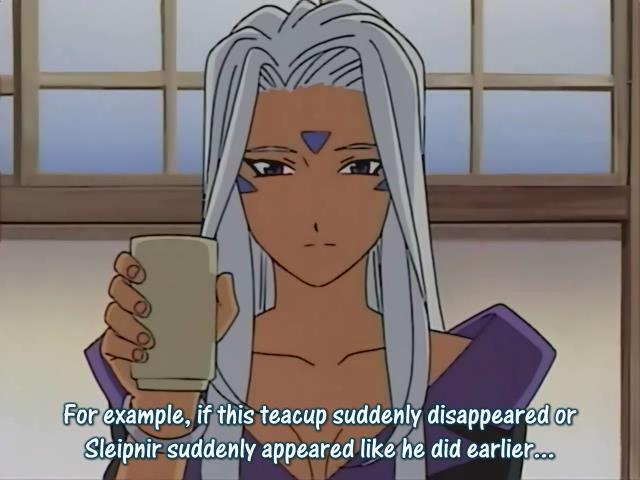 For example, if this teacup suddenly disappeared or
Sleipnir suddenly appeared like he did earlier...